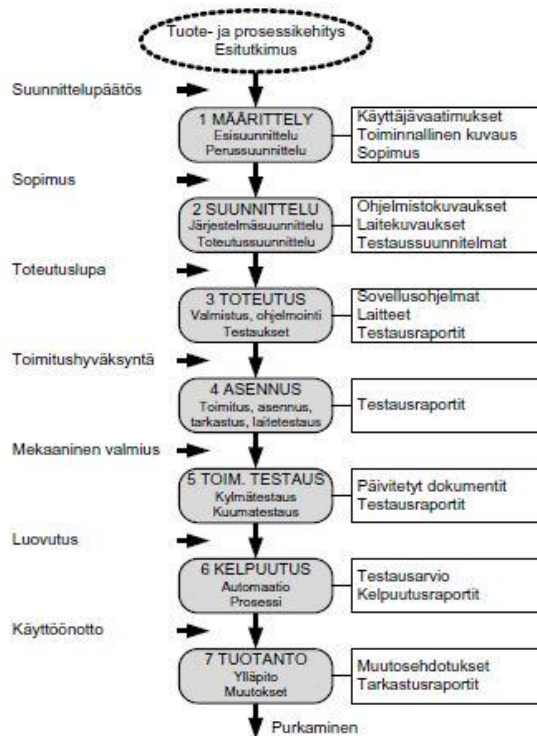 Tuote- ja prosessikehitys
Esitutkimus
Suunnittelupäätös
1 MÄÄRITTELY
Esisuunnittelu
Perussuunnittelu
Käyttäjävaatimukset
Toiminnallinen kuvaus
Sopimus
Sopimus
2 SUUNNITTELU
Järjestelmäsuunnittelu
Toteutussuunnittelu
Ohjelmistokuvaukset
Laitekuvaukset
Testaussuunnitelmat
Toteutuslupa
3 TOTEUTUS
Valmistus, ohjelmointi
Testaukset
Sovellusohjelmat
Laitteet
Testausraportit
Toimitushyväksyntä
4 ASENNUS
Toimitus, asennus,
tarkastus, laitetestaus
Testausraportit
Mekaaninen valmius
5 TOIM. TESTAUS
Kylmätestaus
Kuumatestaus
Päivitetyt dokumentit
Testausraportit
Luovutus
6 KELPUUTUS
Automaatio
Prosessi
Testausarvio
Kelpuutusraportit
Käyttöönotto
7 TUOTANTO
Ylläpito
Muutokset
Muutosehdotukset
Tarkastusraportit
Purkaminen